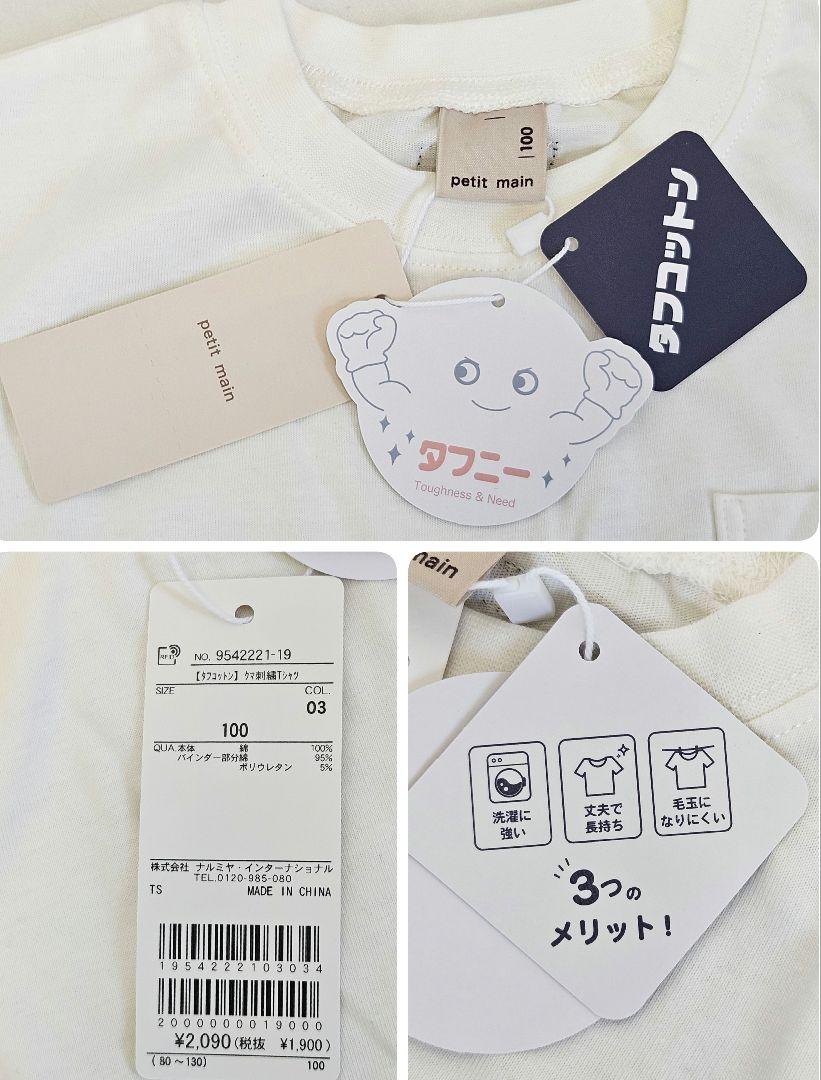 100
petit main
タフコットン
petit main
タフニー
Toughness & Need
RFID
NO. 9542221-19
【タフコットン】クマ刺繍Tシャツ
SIZE COL.
03
100
QUA 本体 綿 100%
バインダー部分綿 95%
ポリウレタン 5%
株式会社 ナルミヤ・インターナショナル
TEL.0120-985-080
TS MADE IN CHINA
1954222103034
2000000019000
¥2,090(税抜 ¥1,900)
(80～130) 100
main
洗濯に
強い
丈夫で
長持ち
毛玉に
なりにくい
3つの
メリット!